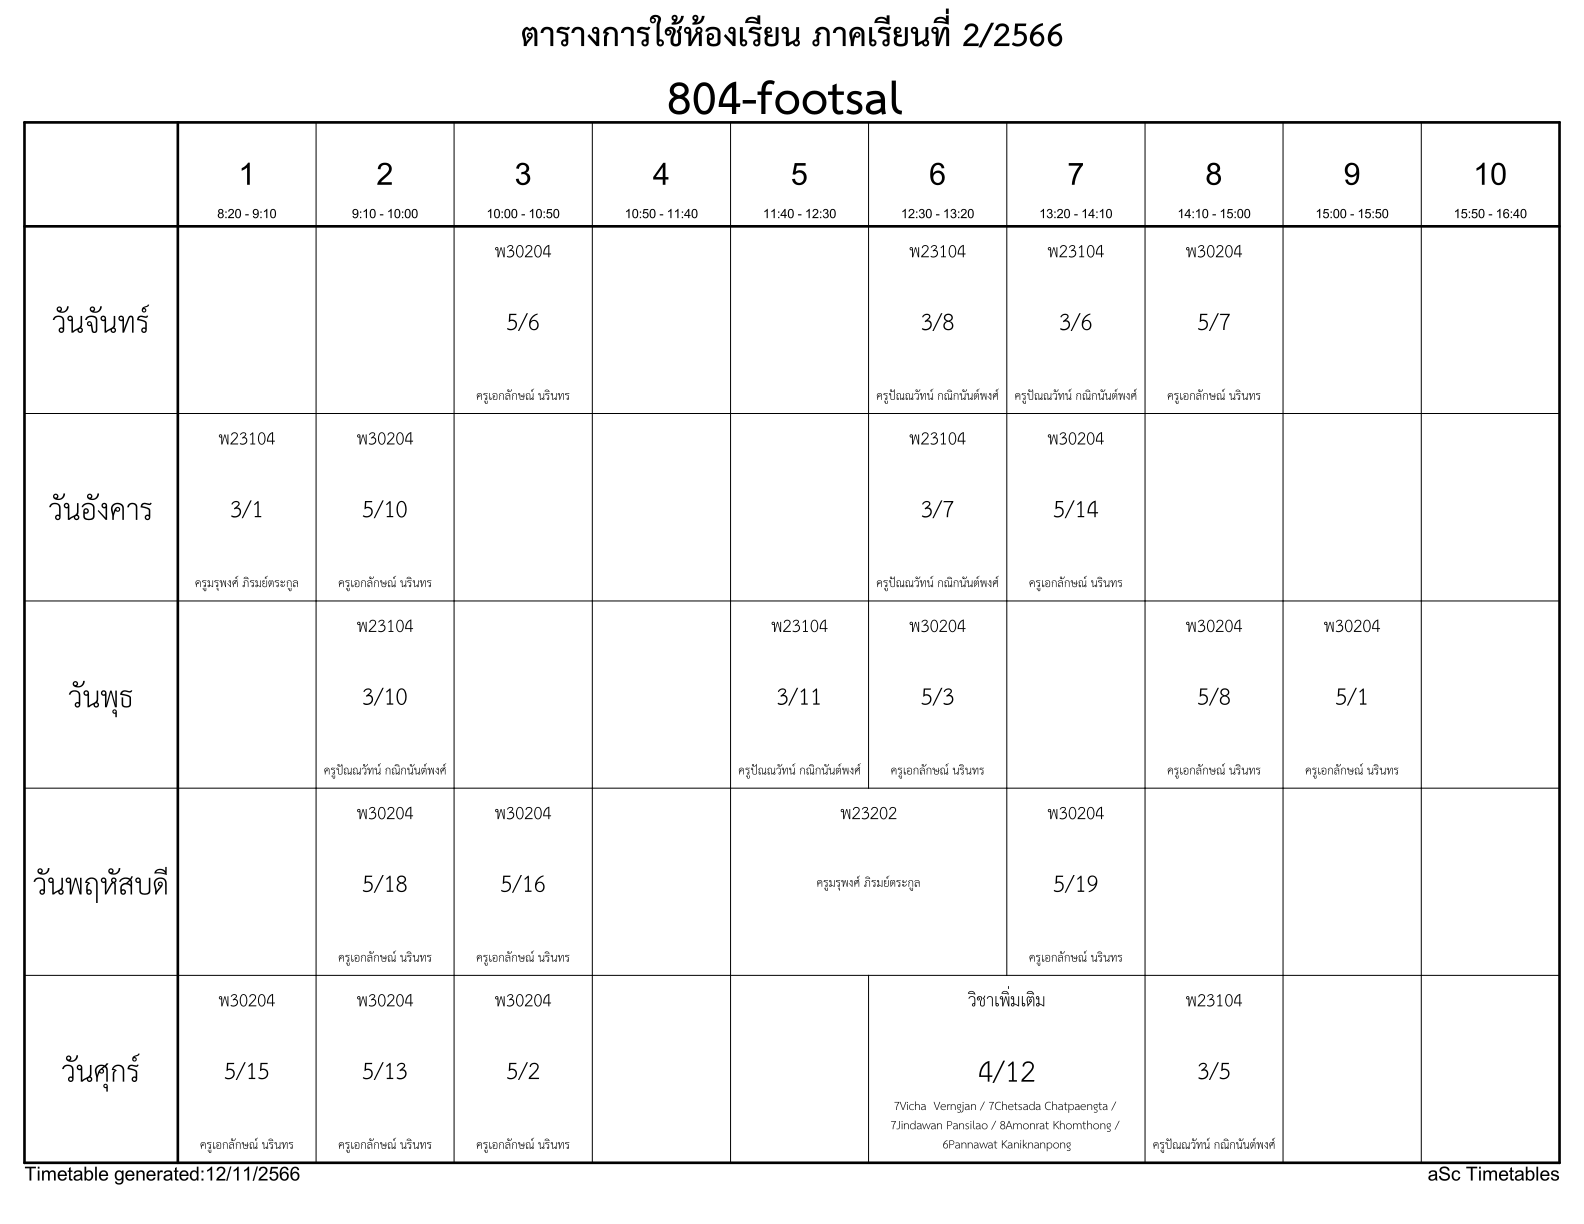 ตารางการใช้ห้องเรียน ภาคเรียนที่ 2/2566
804-footsal
1 2 3 4 5 6 7 8 9 10
8:20 - 9:10 9:10 - 10:00 10:00 - 10:50 10:50 - 11:40 11:40 - 12:30 12:30 - 13:20 13:20 - 14:10 14:10 - 15:00 15:00 - 15:50 15:50 - 16:40
พ30204 พ23104 พ23104 พ30204
วันจันทร์ 5/6 3/8 3/6 5/7
ครูเอกลักษณ์ นรินทร ครูปัณณวัทน์ กณิกนันต์พงศ์ ครูปัณณวัทน์ กณิกนันต์พงศ์ ครูเอกลักษณ์ นรินทร
พ23104 พ30204 พ23104 พ30204
วันอังคาร 3/1 5/10 3/7 5/14
ครูมรุพงศ์ ภิรมย์ตระกูล ครูเอกลักษณ์ นรินทร ครูปัณณวัทน์ กณิกนันต์พงศ์ ครูเอกลักษณ์ นรินทร
พ23104 พ23104 พ30204 พ30204 พ30204
วันพุธ 3/10 3/11 5/3 5/8 5/1
ครูปัณณวัทน์ กณิกนันต์พงศ์ ครูปัณณวัทน์ กณิกนันต์พงศ์ ครูเอกลักษณ์ นรินทร ครูเอกลักษณ์ นรินทร ครูเอกลักษณ์ นรินทร
พ30204 พ30204 พ23202 พ30204
วันพฤหัสบดี 5/18 5/16 ครูมรุพงศ์ ภิรมย์ตระกูล 5/19
ครูเอกลักษณ์ นรินทร ครูเอกลักษณ์ นรินทร ครูเอกลักษณ์ นรินทร
พ30204 พ30204 พ30204 วิชาเพิ่มเติม พ23104
วันศุกร์ 5/15 5/13 5/2 4/12 3/5
7Vicha Verngjan / 7Chetsada Chatpaengta /
7Jindawan Pansilao / 8Amonrat Khomthong /
ครูเอกลักษณ์ นรินทร ครูเอกลักษณ์ นรินทร ครูเอกลักษณ์ นรินทร 6Pannawat Kaniknanpong ครูปัณณวัทน์ กณิกนันต์พงศ์
Timetable generated:12/11/2566 aSc Timetables